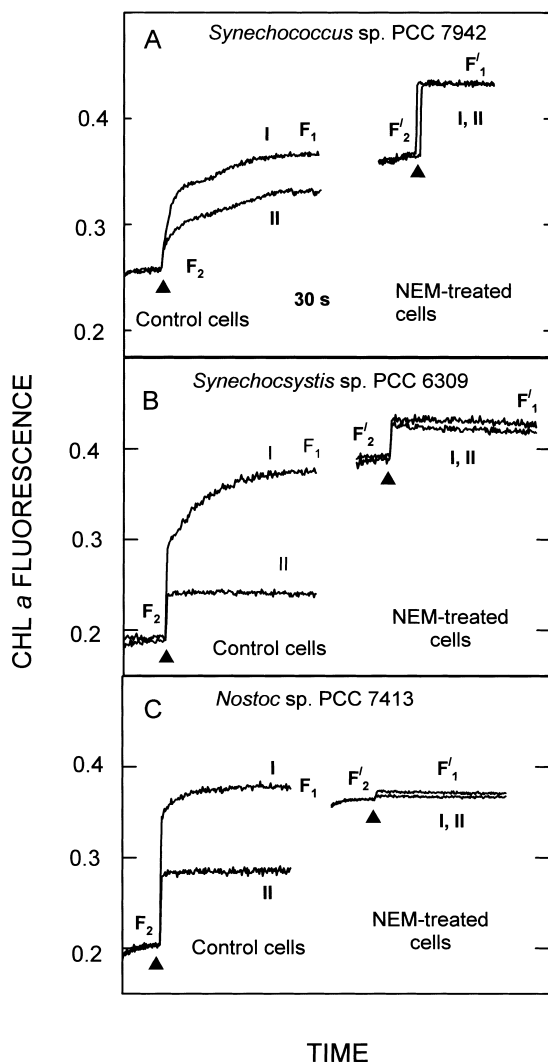 A
Synechococcus sp. PCC 7942
0.4
0.3
0.2
I
F1
II
F2
30 s
Control cells
F/1
F/2
I, II
NEM-treated
cells
B
Synechcsystis sp. PCC 6309
0.4
0.3
0.2
I
F1
II
F2
Control cells
F/1
F/2
I, II
NEM-treated
cells
C
Nostoc sp. PCC 7413
0.4
0.3
0.2
I
F1
II
F2
Control cells
F/2
F/1
I, II
NEM-treated
cells
CHL a FLUORESCENCE
TIME